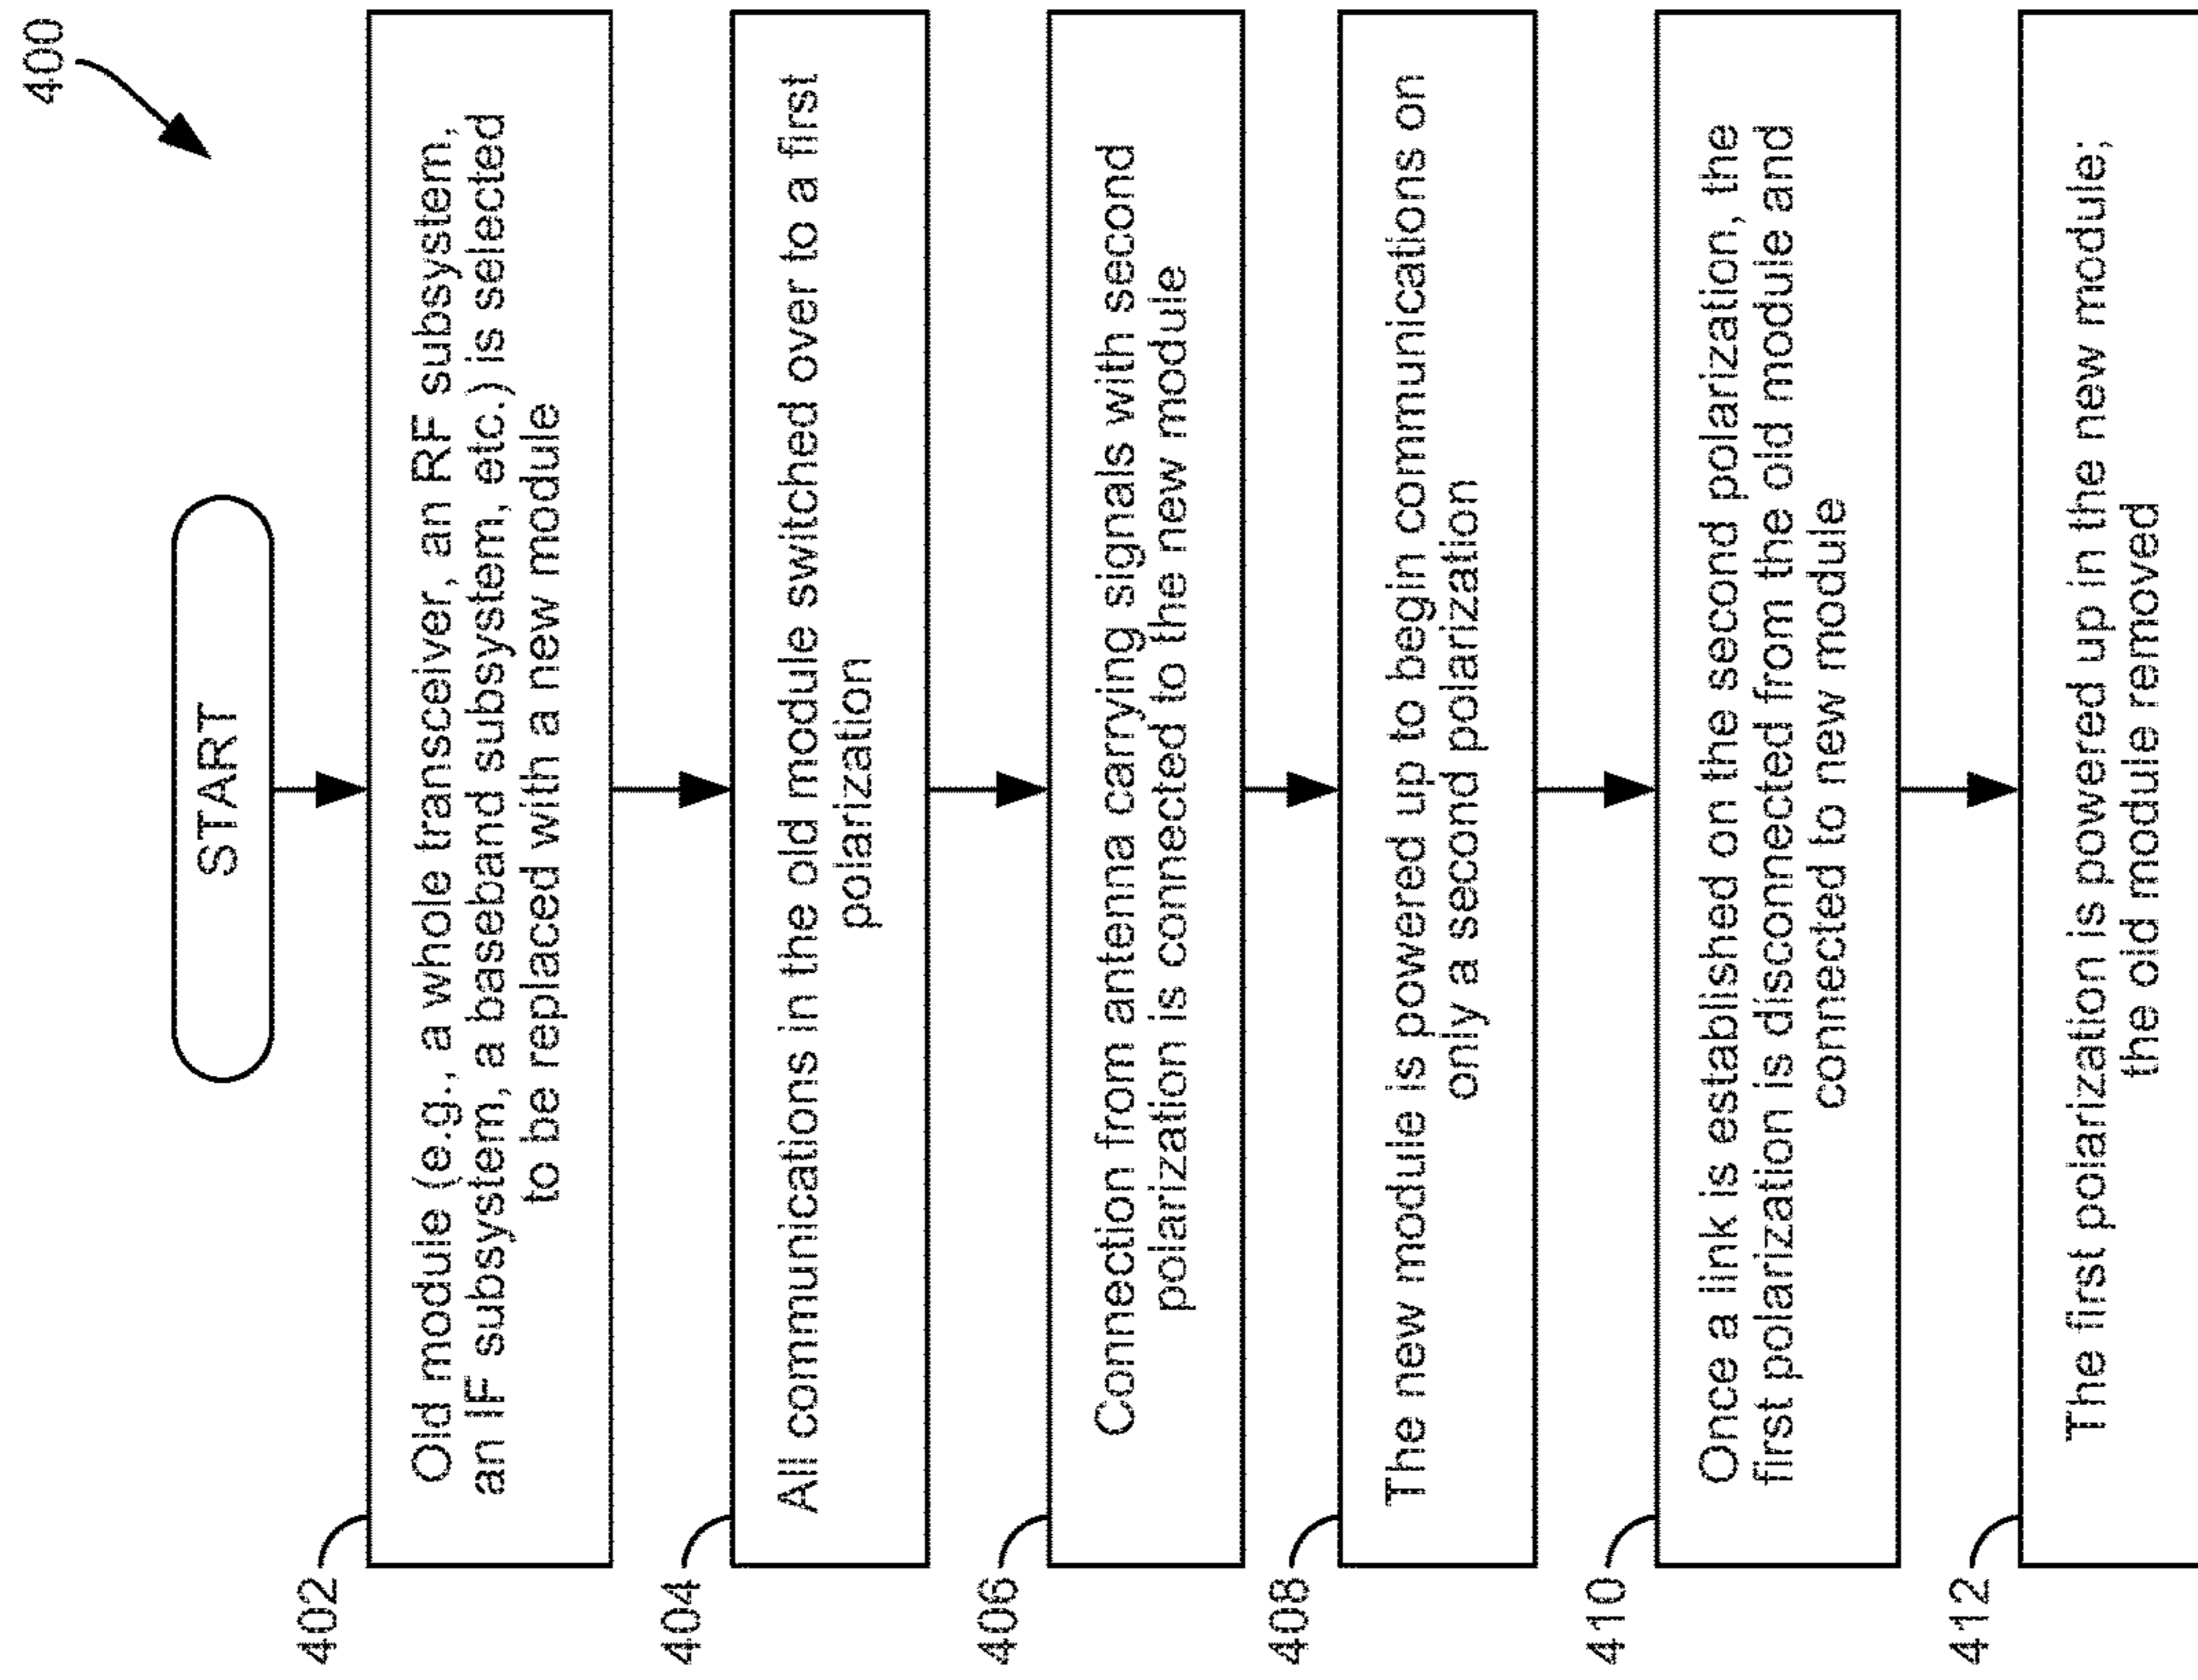 400
START
402
Old module (e.g., a whole transceiver, an RF subsystem,
an IF subsystem, a baseband subsystem, etc.) is selected
to be replaced with a new module
404
All communications in the old module switched over to a first
polarization
406
Connection from antenna carrying signals with second
polarization is connected to the new module
408
The new module is powered up to begin communications on
only a second polarization
410
Once a link is established on the second polarization, the
first polarization is disconnected from the old module and
connected to new module
412
The first polarization is powered up in the new module;
the old module removed